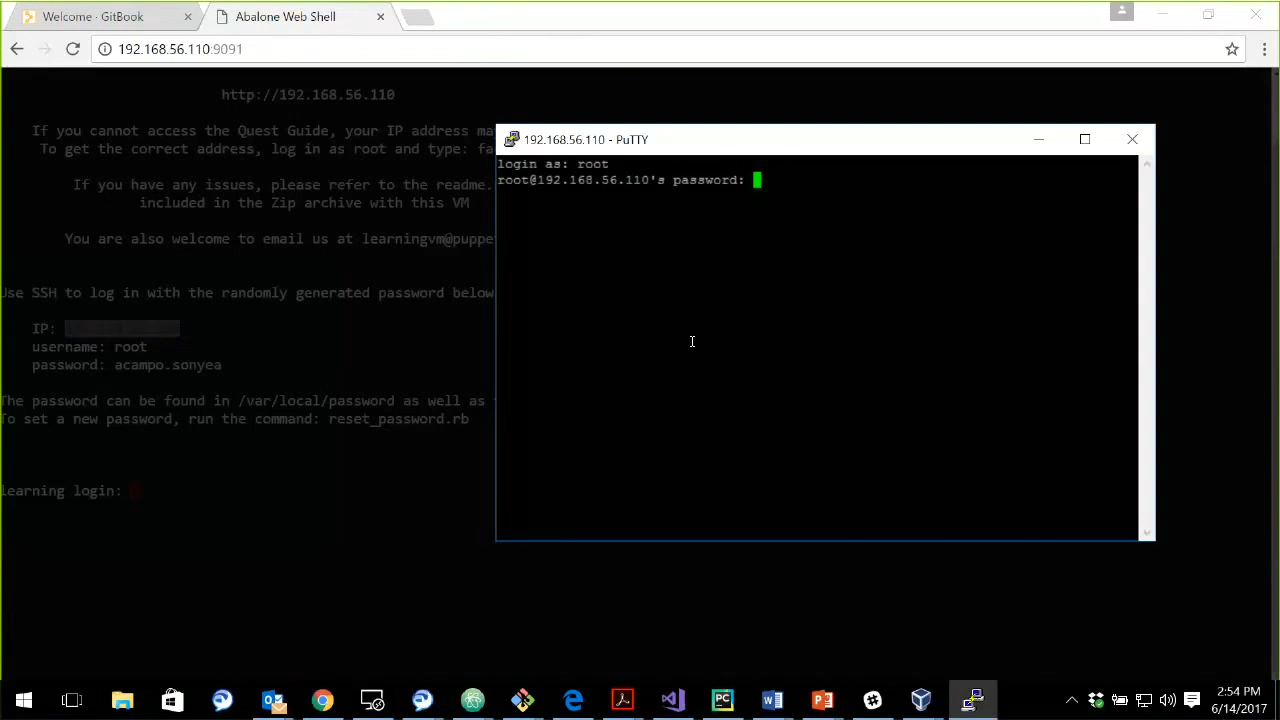 Welcome - GitBook
Abalone Web Shell
192.168.56.110:9091
http://192.168.56.110
If you cannot access the Quest Guide, your IP address ma
To get the correct address, log in as root and type: fa
If you have any issues, please refer to the readme.
included in the Zip archive with this VM
You are also welcome to email us at learningvm@puppe
Use SSH to log in with the randomly generated password below
IP:
username: root
password: acampo.sonyea
The password can be found in /var/local/password as well as
To set a new password, run the command: reset_password.rb
learning login:
192.168.56.110 - PuTTY
login as: root
root@192.168.56.110's password:
2:54 PM
6/14/2017